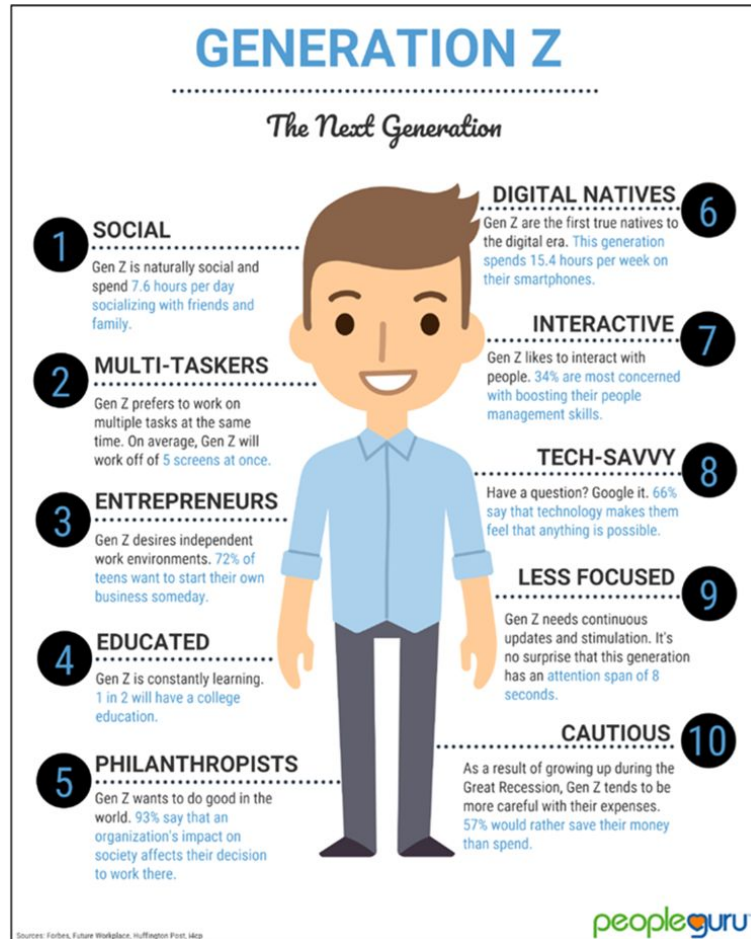 GENERATION Z
The Next Generation
1
SOCIAL
Gen Z is naturally social and
spend 7.6 hours per day
socializing with friends and
family.
2
MULTI-TASKERS
Gen Z prefers to work on
multiple tasks at the same
time. On average, Gen Z will
work off of 5 screens at once.
3
ENTREPRENEURS
Gen Z desires independent
work environments. 72% of
teens want to start their own
business someday.
4
EDUCATED
Gen Z is constantly learning.
1 in 2 will have a college
education.
5
PHILANTHROPISTS
Gen Z wants to do good in the
world. 93% say that an
organization's impact on
society affects their decision
to work there.
DIGITAL NATIVES
6
Gen Z are the first true natives to
the digital era. This generation
spends 15.4 hours per week on
their smartphones.
INTERACTIVE
7
Gen Z likes to interact with
people. 34% are most concerned
with boosting their people
management skills.
TECH-SAVVY
8
Have a question? Google it. 66%
say that technology makes them
feel that anything is possible.
LESS FOCUSED
9
Gen Z needs continuous
updates and stimulation. It's
no surprise that this generation
has an attention span of 8
seconds.
CAUTIOUS
10
As a result of growing up during the
Great Recession, Gen Z tends to be
more careful with their expenses.
57% would rather save their money
than spend.
Sources: Forbes, Future Workplace, Huffington Post,
peopleguru